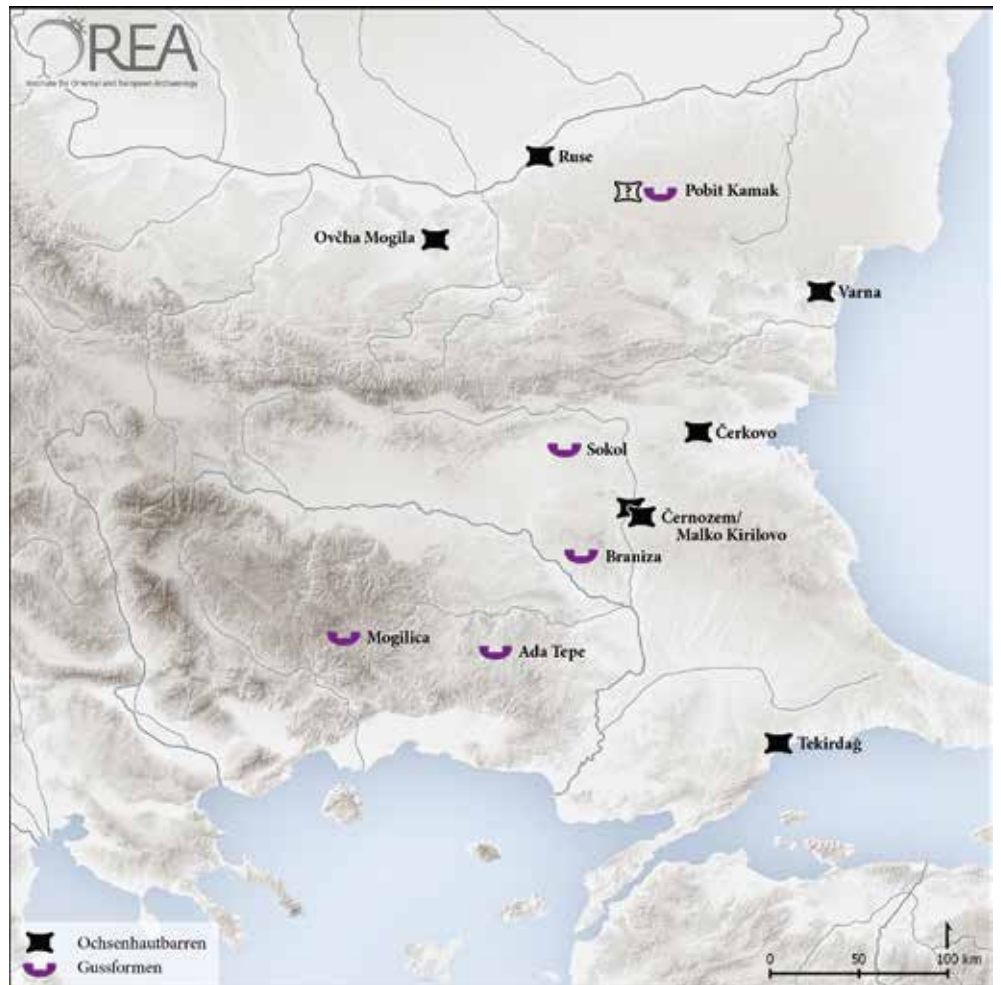 OREA
Institute for Oriental and European Archaeology
Ruse
?
Pobit Kamak
Ovčha Mogila
Varna
Čerkovo
Sokol
Černozem/
Malko Kirilovo
Braniza
Mogilica
Ada Tepe
Tekirdağ
Ochsenhautbarren
Gussformen
0 50 100 km